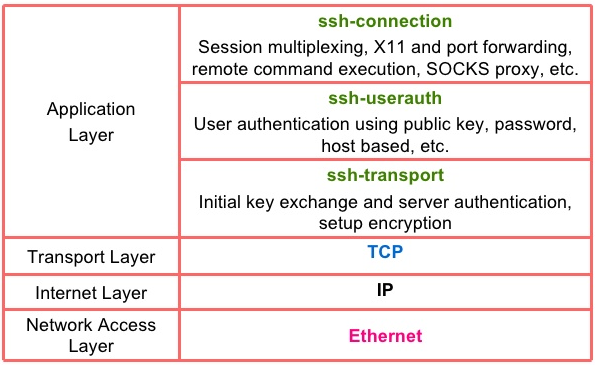 Application
Layer
ssh-connection
Session multiplexing, X11 and port forwarding,
remote command execution, SOCKS proxy, etc.
ssh-userauth
User authentication using public key, password,
host based, etc.
ssh-transport
Initial key exchange and server authentication,
setup encryption
Transport Layer
TCP
Internet Layer
IP
Network Access
Layer
Ethernet